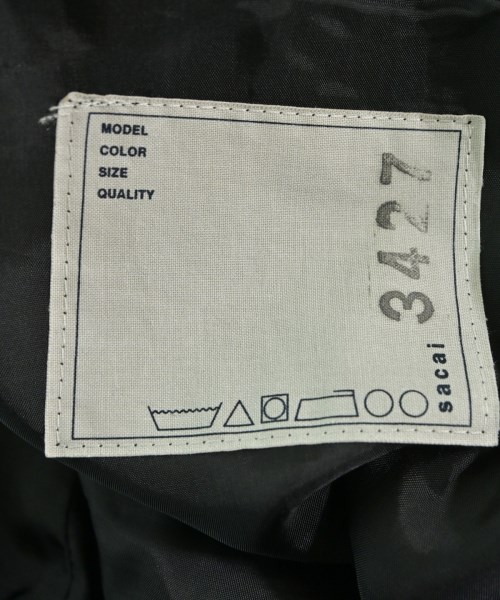 MODEL
COLOR
SIZE
QUALITY
3427
sacai